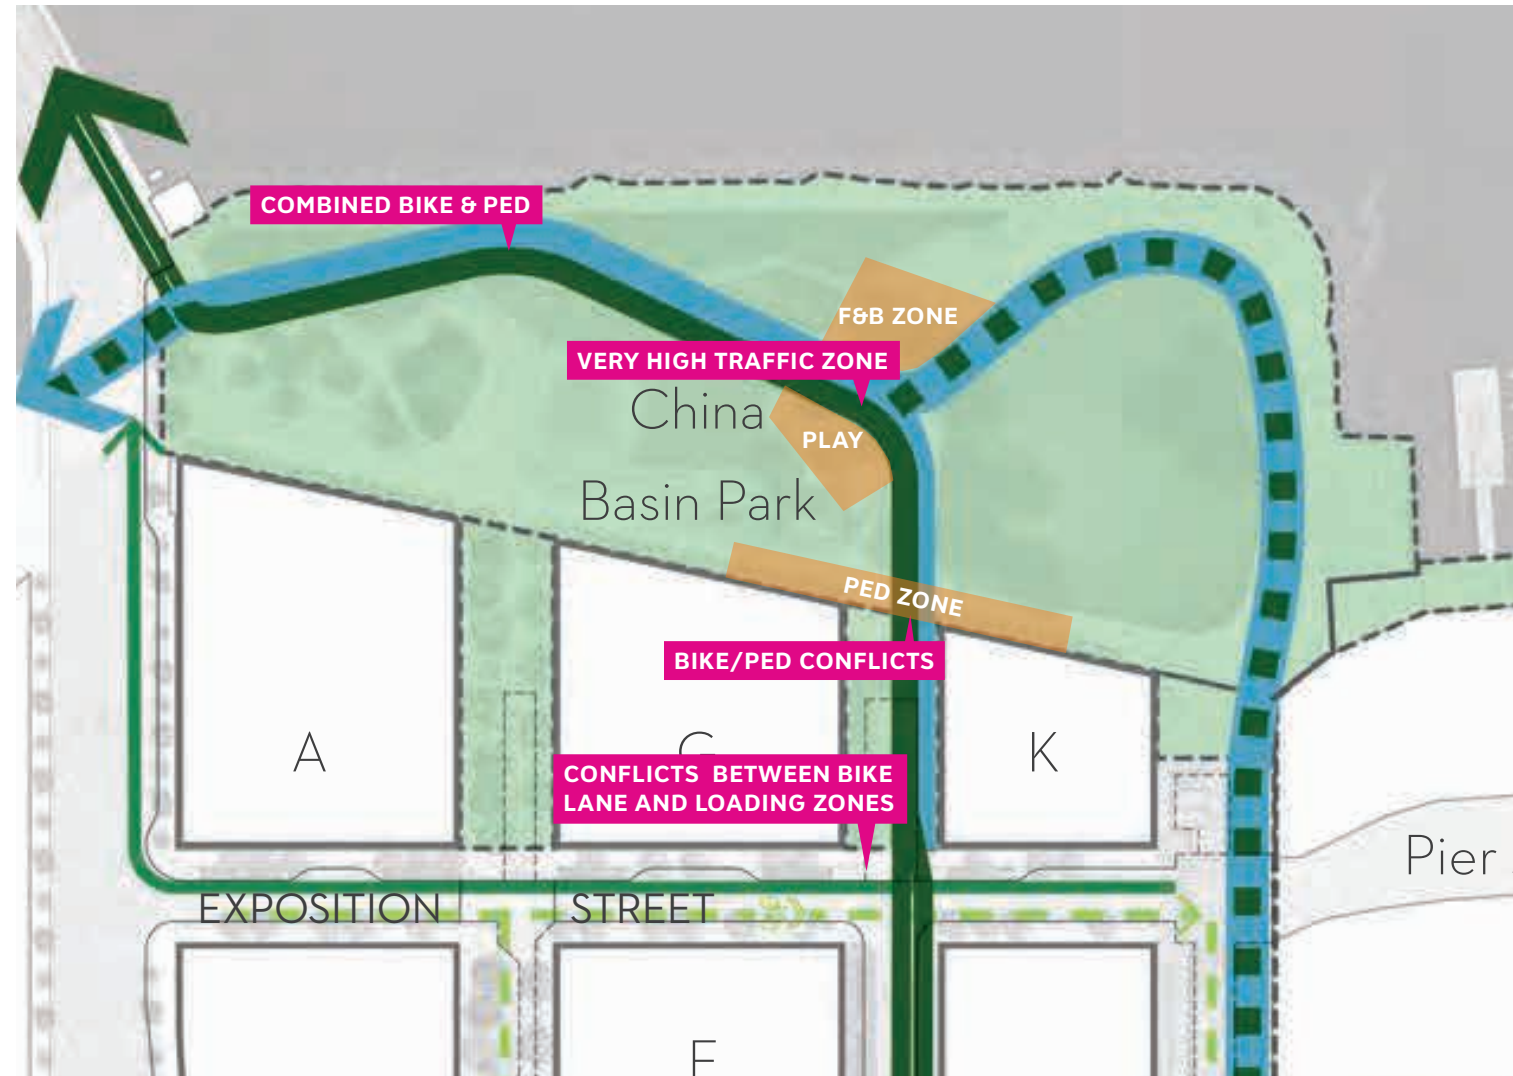 COMBINED BIKE & PED
F&B ZONE
VERY HIGH TRAFFIC ZONE
China
PLAY
Basin Park
PED ZONE
BIKE/PED CONFLICTS
A
K
CONFLICTS BETWEEN BIKE
LANE AND LOADING ZONES
Pier
EXPOSITION STREET